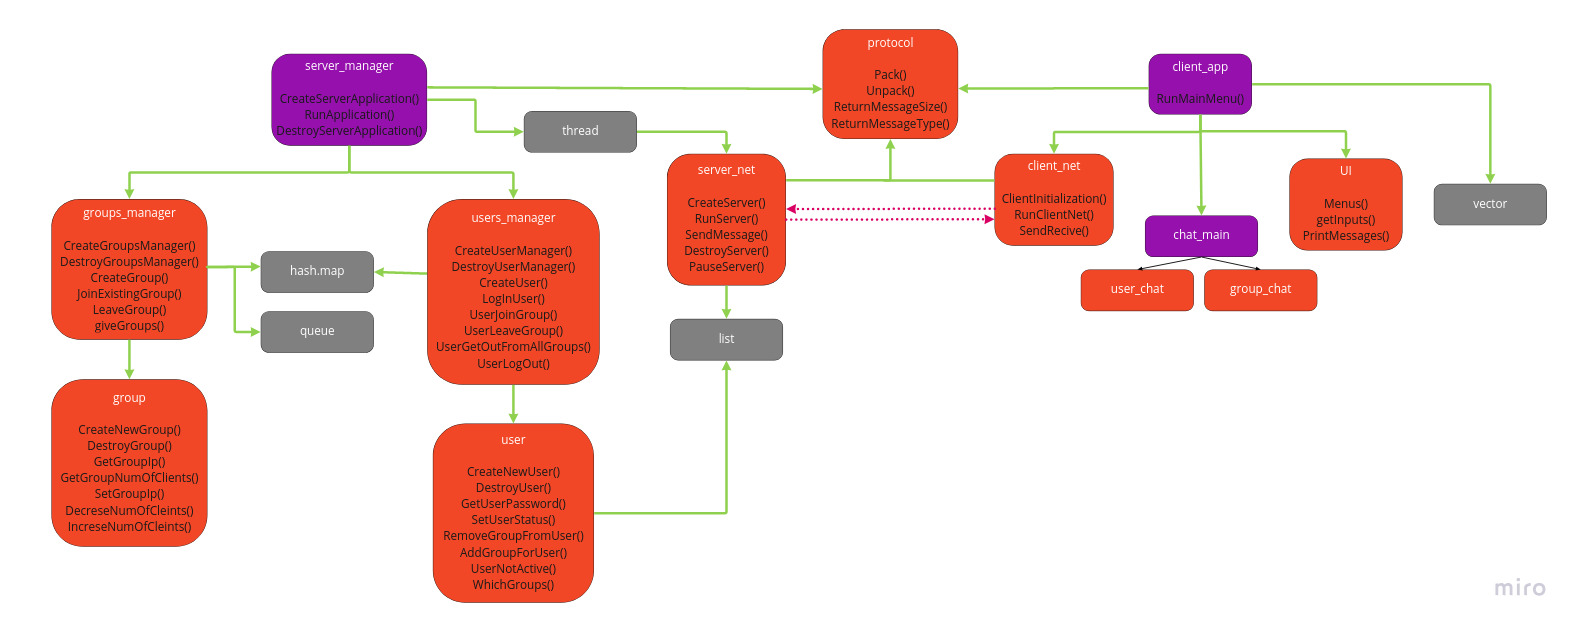 protocol
Pack()
Unpack()
ReturnMessageSize()
ReturnMessageType()
server_manager
CreateServerApplication()
RunApplication()
DestroyServerApplication()
client_app
RunMainMenu()
thread
server_net
CreateServer()
RunServer()
SendMessage()
DestroyServer()
PauseServer()
client_net
ClientInitialization()
RunClientNet()
SendRecive()
UI
Menus()
getInputs()
PrintMessages()
vector
groups_manager
CreateGroupsManager()
DestroyGroupsManager()
CreateGroup()
JoinExistingGroup()
LeaveGroup()
giveGroups()
users_manager
CreateUserManager()
DestroyUserManager()
CreateUser()
LogInUser()
UserJoinGroup()
UserLeaveGroup()
UserGetOutFromAllGroups()
UserLogOut()
chat_main
hash.map
user_chat
group_chat
queue
list
group
CreateNewGroup()
DestroyGroup()
GetGroupIp()
GetGroupNumOfClients()
SetGroupIp()
DecreseNumOfCleints()
IncreseNumOfCleints()
user
CreateNewUser()
DestroyUser()
GetUserPassword()
SetUserStatus()
RemoveGroupFromUser()
AddGroupForUser()
UserNotActive()
WhichGroups()
miro